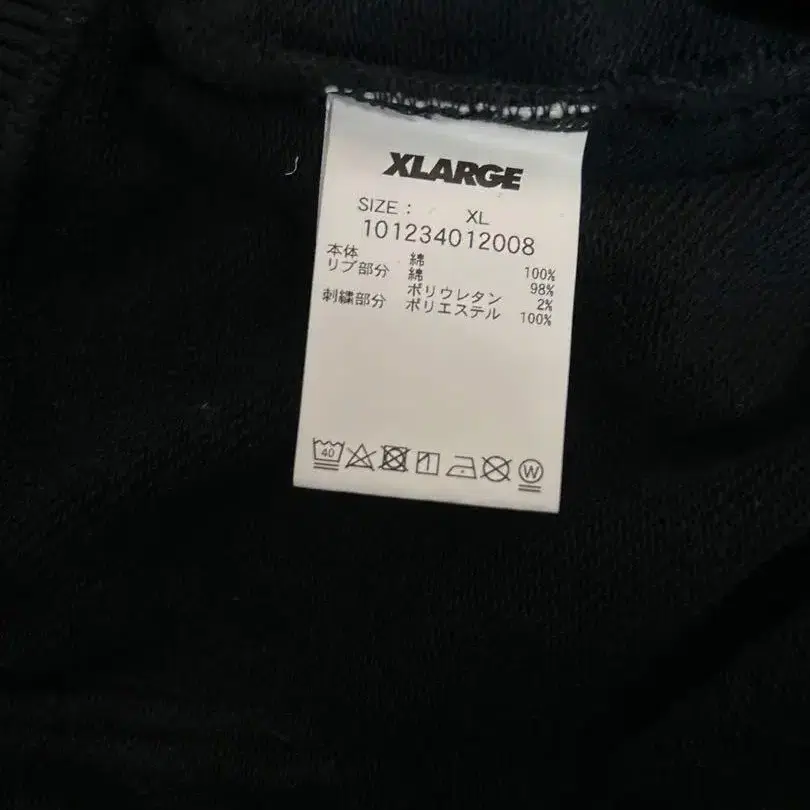 XLARGE
SIZE : XL
101234012008
本体 綿 100%
リブ部分 綿 98%
ポリウレタン 2%
刺繍部分 ポリエステル 100%
40 W